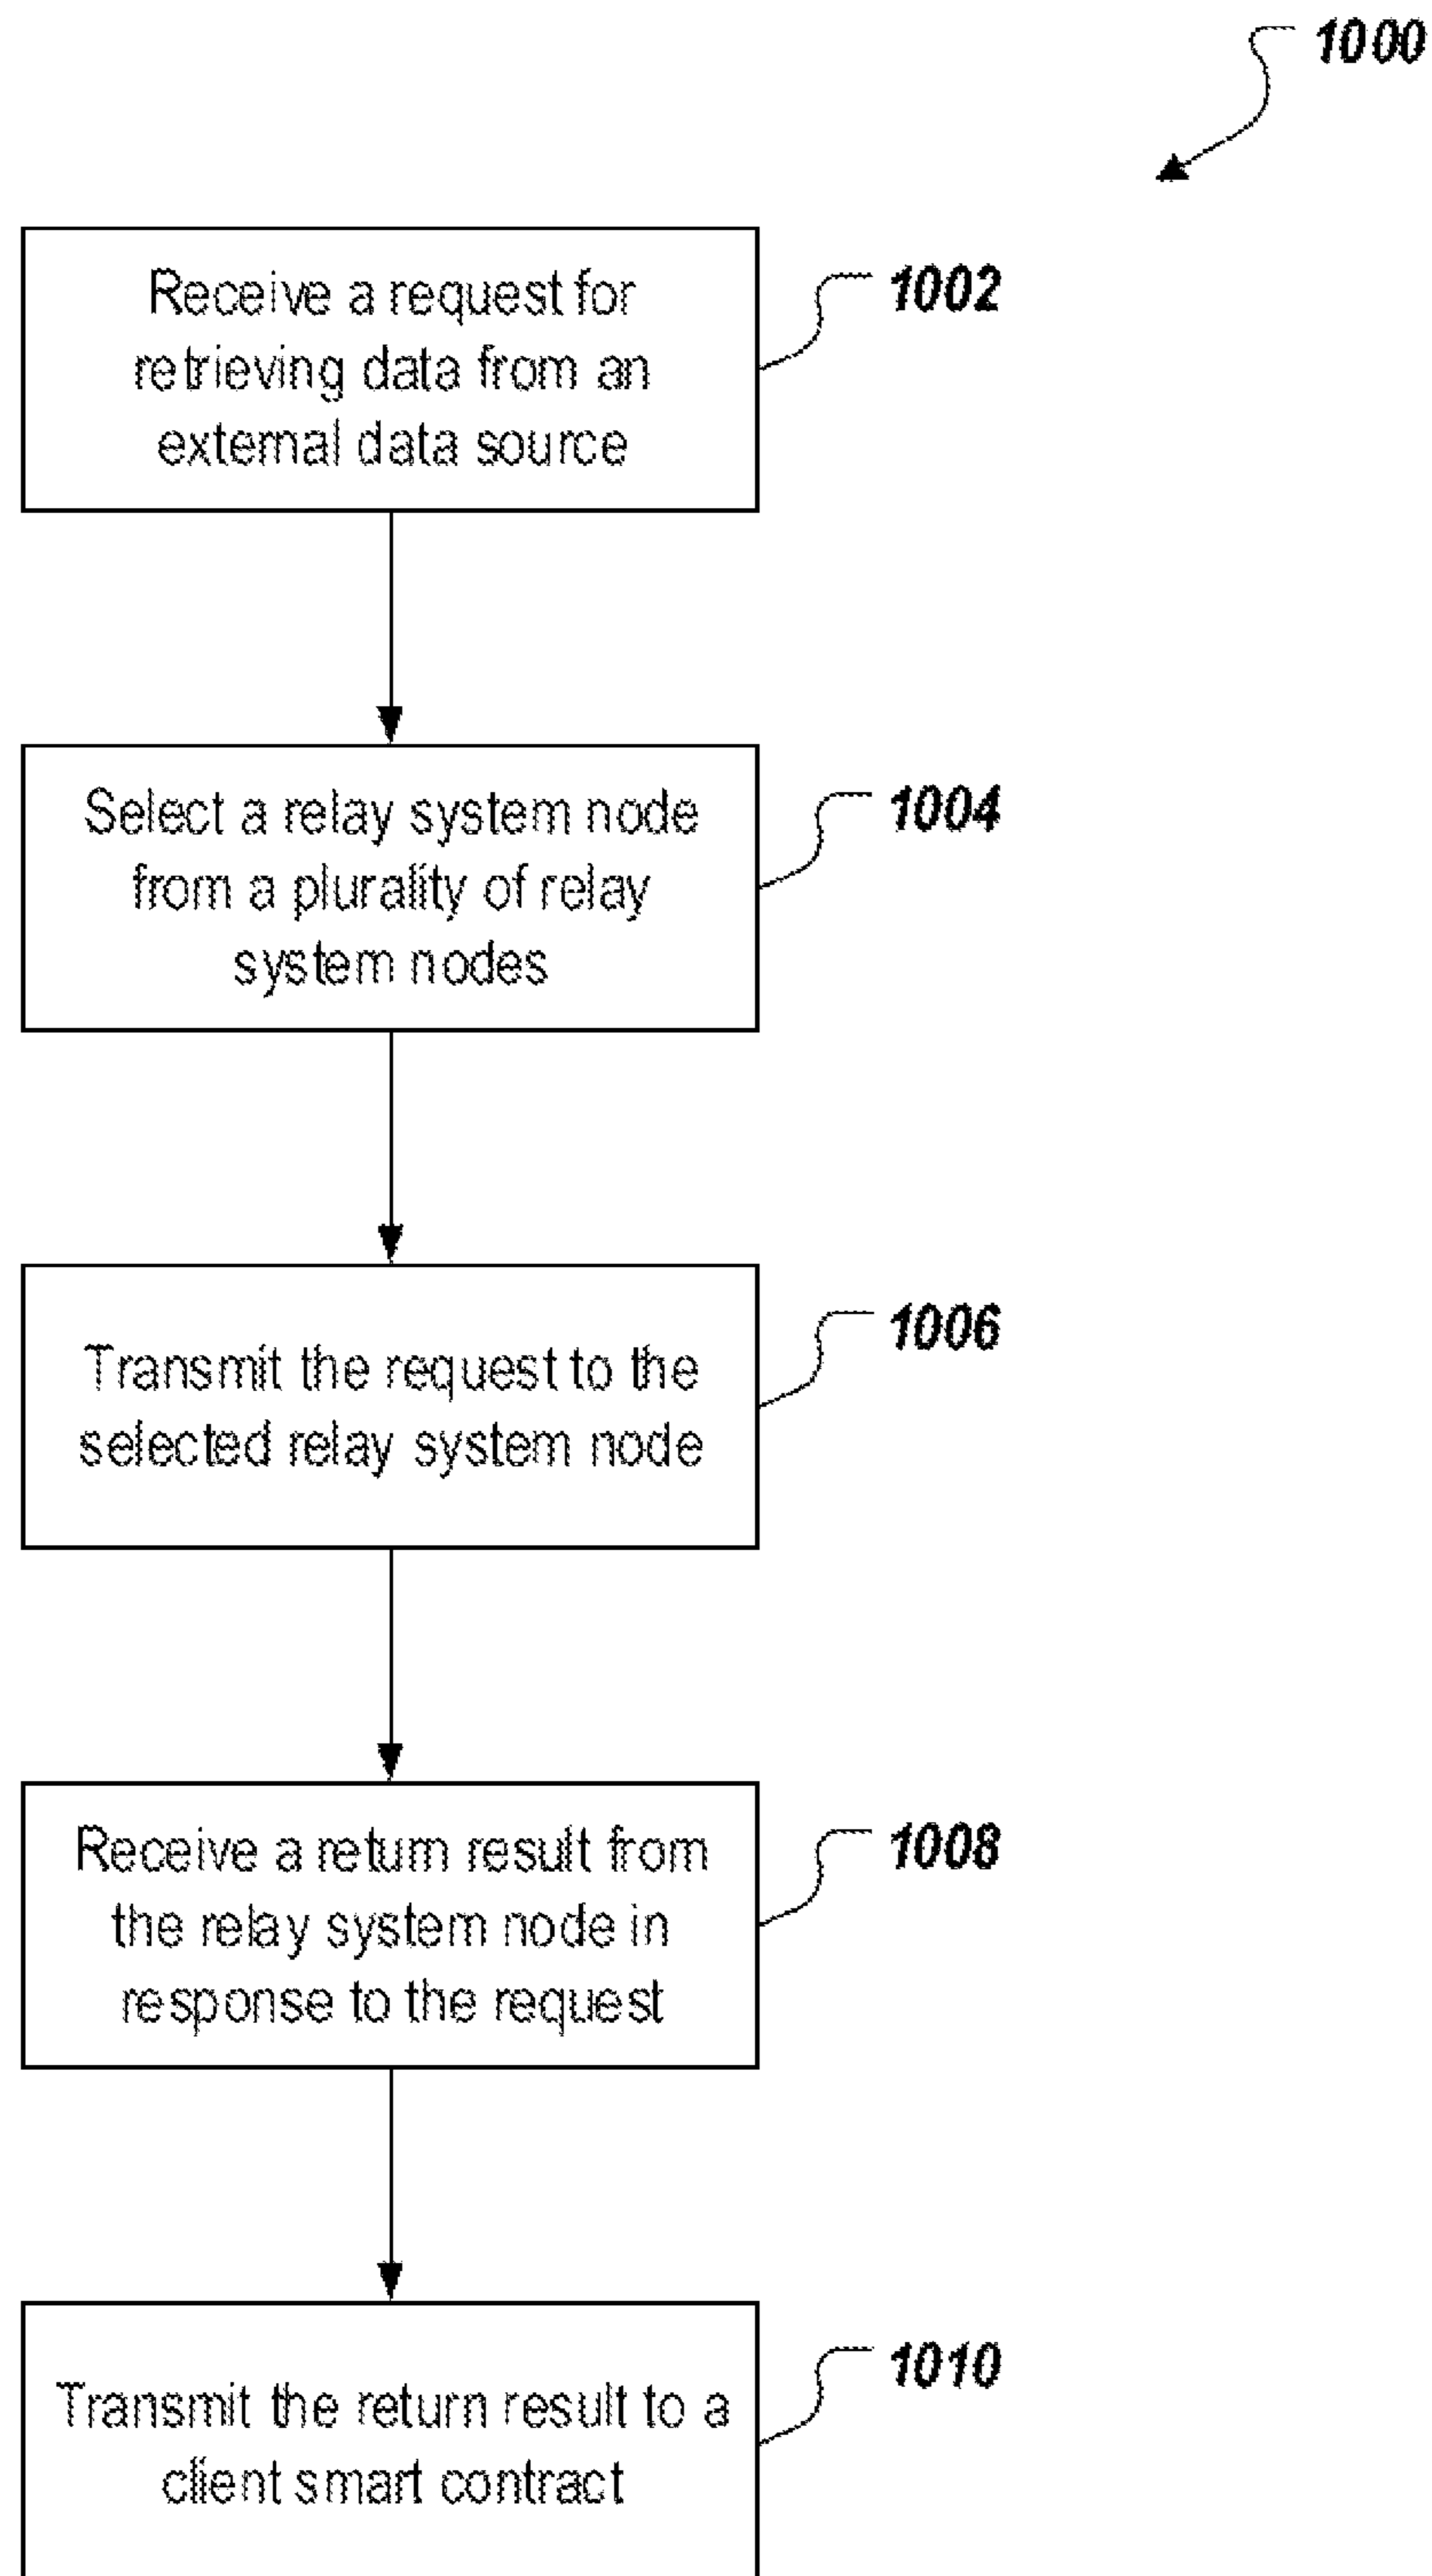 1000
Receive a request for
retrieving data from an
external data source
1002
Select a relay system node
from a plurality of relay
system nodes
1004
Transmit the request to the
selected relay system node
1006
Receive a return result from
the relay system node in
response to the request
1008
Transmit the return result to a
client smart contract
1010